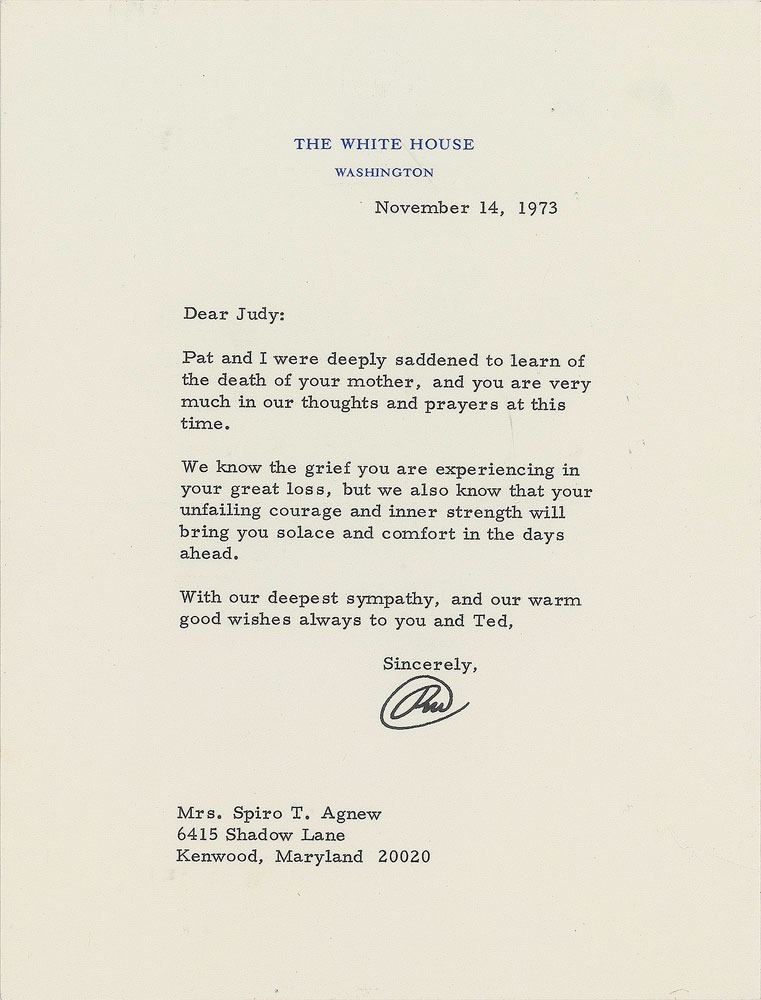 THE WHITE HOUSE
WASHINGTON
November 14, 1973
Dear Judy:
Pat and I were deeply saddened to learn of
the death of your mother, and you are very
much in our thoughts and prayers at this
time.
We know the grief you are experiencing in
your great loss, but we also know that your
unfailing courage and inner strength will
bring you solace and comfort in the days
ahead.
With our deepest sympathy, and our warm
good wishes always to you and Ted,
Sincerely,
Mrs. Spiro T. Agnew
6415 Shadow Lane
Kenwood, Maryland 20020